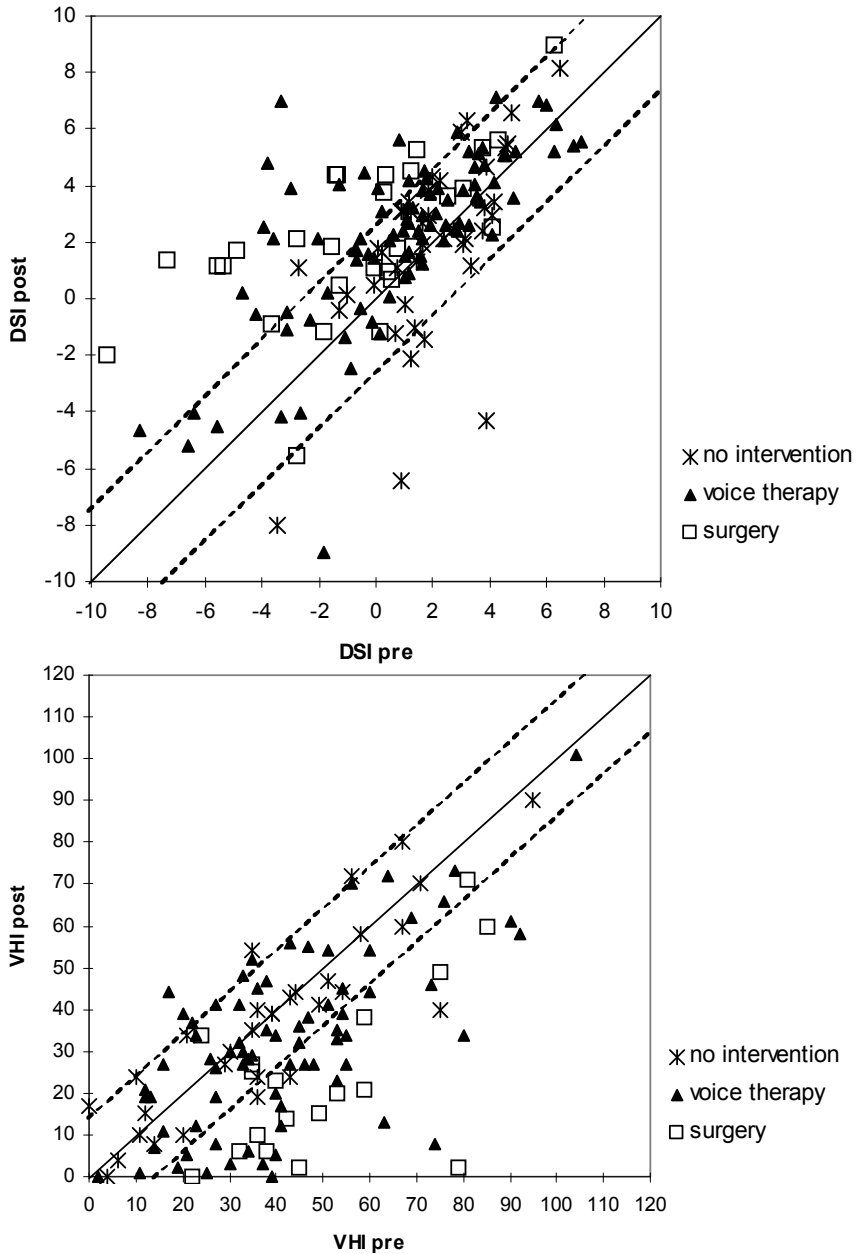 10
8
6
4
2
0
-2
-4
-6
-8
-10
DSI post
-10 -8 -6 -4 -2 0 2 4 6 8 10
DSI pre
no intervention
voice therapy
surgery
120
110
100
90
80
70
60
50
40
30
20
10
0
VHI post
0 10 20 30 40 50 60 70 80 90 100 110 120
VHI pre
no intervention
voice therapy
surgery